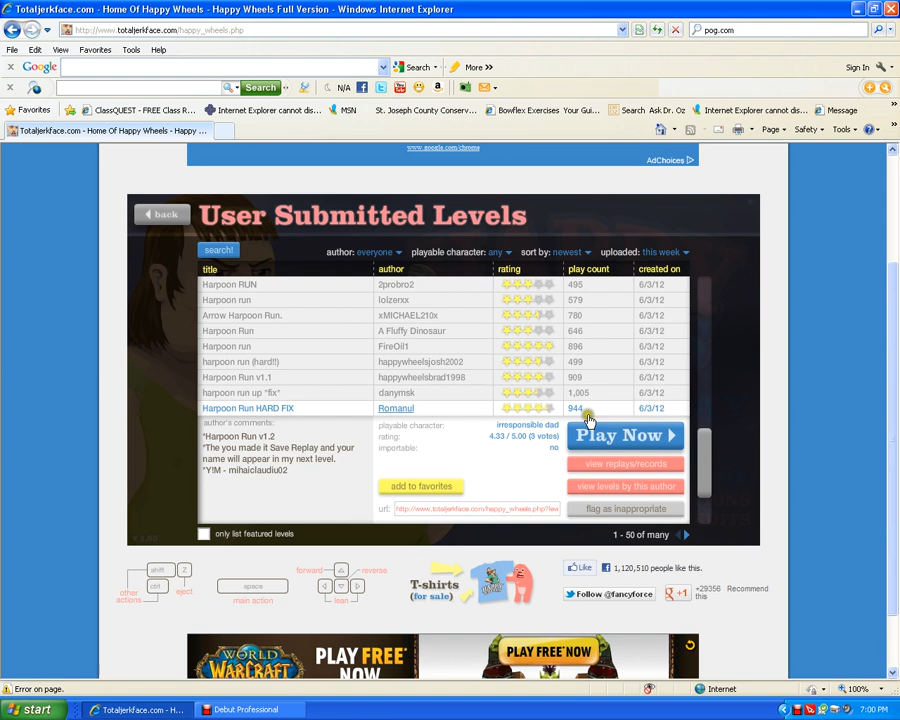 Totaljerkface.com - Home Of Happy Wheels - Happy Wheels Full Version - Windows Internet Explorer
http://www.totaljerkface.com/happy_wheels.php
pog.com
File Edit View Favorites Tools Help
Google Search More >> Sign In
Search N/A
Favorites ClassQUEST - FREE Class R... Internet Explorer cannot dis... MSN St. Joseph County Conserv... Bowflex Exercises Your Gui... Search Ask Dr. Oz Internet Explorer cannot dis... Message
Totaljerkface.com - Home Of Happy Wheels - Happy ...
Page Safety Tools
www.google.com/chrome
AdChoices
back User Submitted Levels
search! author: everyone playable character: any sort by: newest uploaded: this week
title author rating play count created on
Harpoon RUN 2probro2 495 6/3/12
Harpoon run lolzerxx 579 6/3/12
Arrow Harpoon Run. xMICHAEL210x 780 6/3/12
Harpoon Run A Fluffy Dinosaur 646 6/3/12
Harpoon run FireOil1 896 6/3/12
harpoon run (hard!!) happywheelsjosh2002 499 6/3/12
Harpoon Run v1.1 happywheelsbrad1998 909 6/3/12
harpoon run up *fix* danymsk 1,005 6/3/12
Harpoon Run HARD FIX Romanul 944 6/3/12
author's comments:
*Harpoon Run v1.2
*The you made it Save Replay and your
name will appear in my next level.
*Y!M - mihaiclaudiu02
playable character: irresponsible dad
rating: 4.33 / 5.00 (3 votes)
importable: no
Play Now
view replays/records
add to favorites view levels by this author
url: http://www.totaljerkface.com/happy_wheels.php?lev
flag as inappropriate
only list featured levels 1 - 50 of many
shift Z
ctrl eject
other actions
space
main action
forward reverse
lean
T-shirts
(for sale)
Like 1,120,510 people like this.
Follow @fancyforce +1 +29356 Recommend this
WORLD
WARCRAFT
PLAY FREE*
NOW
PLAY FREE*NOW
Error on page. Internet 100%
start Totaljerkface.com - H... Debut Professional 7:00 PM